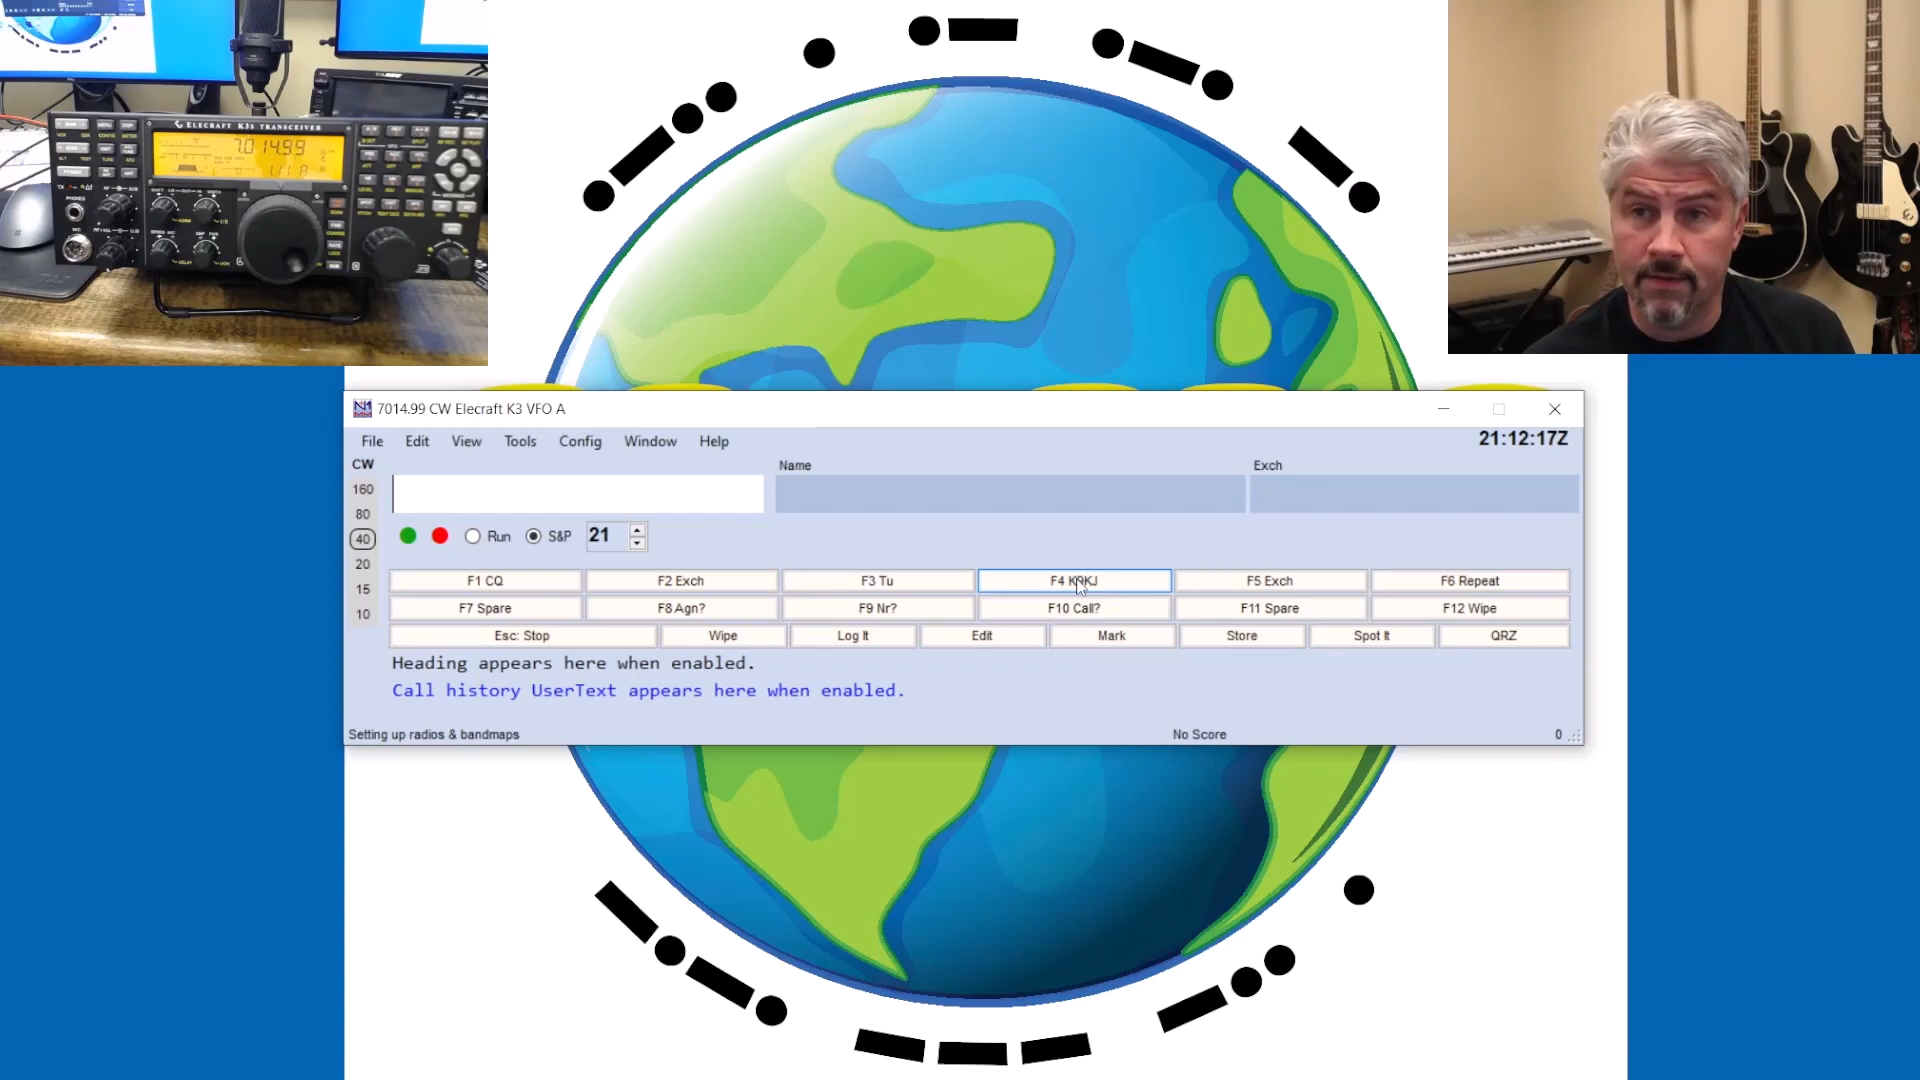 ELECRAFT K3S TRANSCEIVER
7.014.99
7014.99 CW Elecraft K3 VFO A
File Edit View Tools Config Window Help
21:12:17Z
CW
Name
Exch
160
80
40
20
15
10
Run
S&P
21
F1 CQ
F2 Exch
F3 Tu
F4 K9KJ
F5 Exch
F6 Repeat
F7 Spare
F8 Agn?
F9 Nr?
F10 Call?
F11 Spare
F12 Wipe
Esc: Stop
Wipe
Log It
Edit
Mark
Store
Spot It
QRZ
Heading appears here when enabled.
Call history UserText appears here when enabled.
Setting up radios & bandmaps
No Score
0